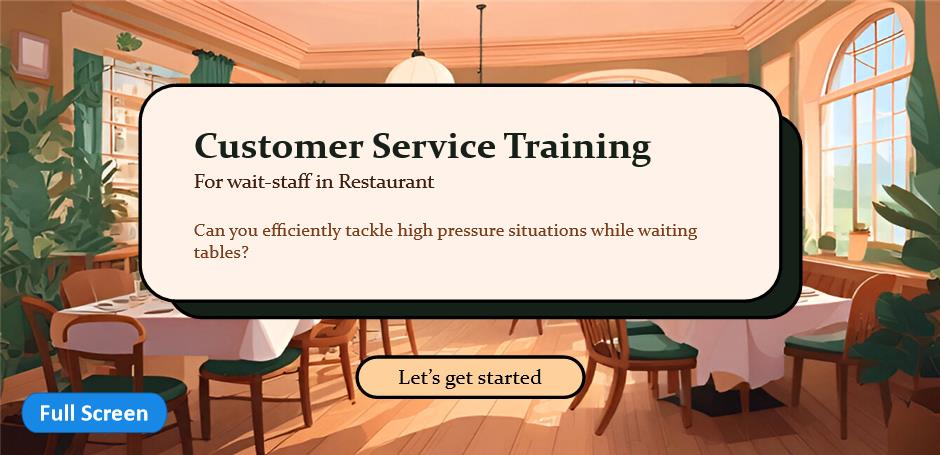 Customer Service Training
For wait-staff in Restaurant
Can you efficiently tackle high pressure situations while waiting
tables?
Let's get started
Full Screen